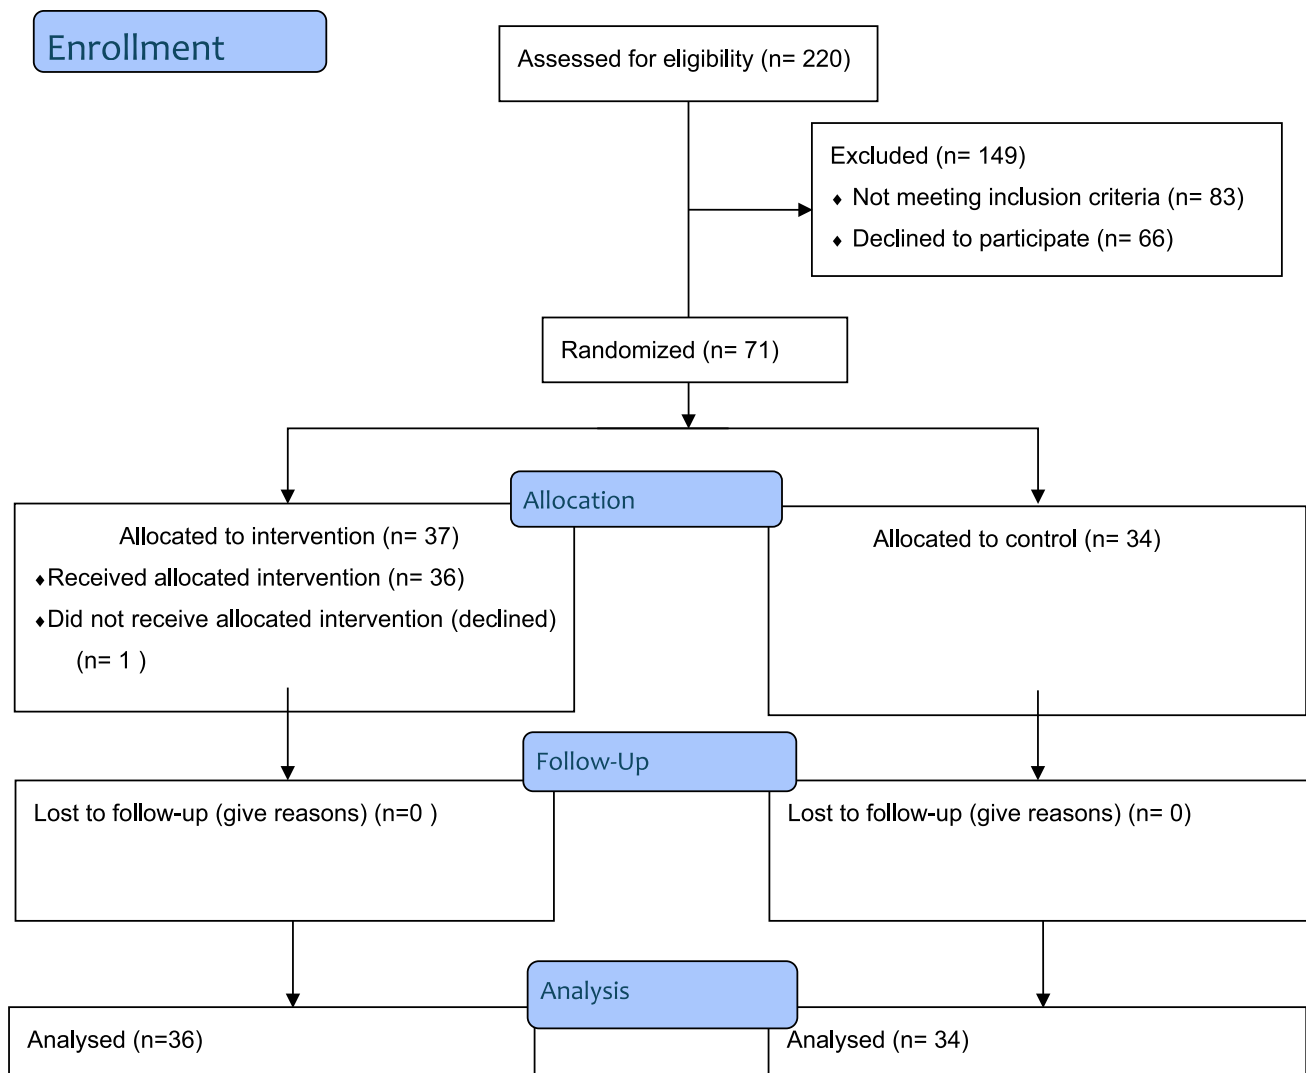 Enrollment
Assessed for eligibility (n= 220)
Excluded (n= 149)
♦ Not meeting inclusion criteria (n= 83)
♦ Declined to participate (n= 66)
Randomized (n= 71)
Allocation
Allocated to intervention (n= 37)
♦Received allocated intervention (n= 36)
♦Did not receive allocated intervention (declined)
(n= 1 )
Allocated to control (n= 34)
Follow-Up
Lost to follow-up (give reasons) (n=0 )
Lost to follow-up (give reasons) (n= 0)
Analysis
Analysed (n=36)
Analysed (n= 34)